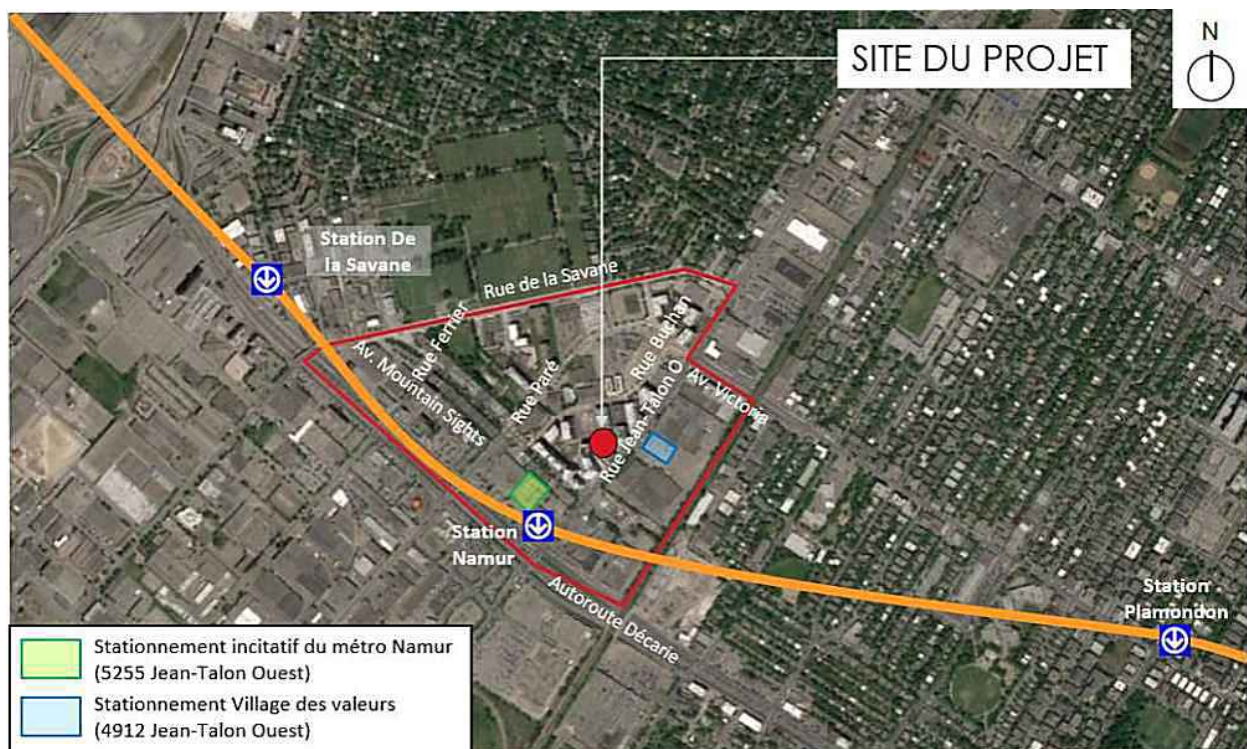 SITE DU PROJET
N
Station De
la Savane
Rue de la Savane
Rue Ferrier
Av. Mountain Sights
Rue Paré
Rue Buchan
Rue Jean-Talon O
Av. Victoria
Station
Namur
Autoroute Décarie
Station
Plamondon
Stationnement incitatif du métro Namur
(5255 Jean-Talon Ouest)
Stationnement Village des valeurs
(4912 Jean-Talon Ouest)